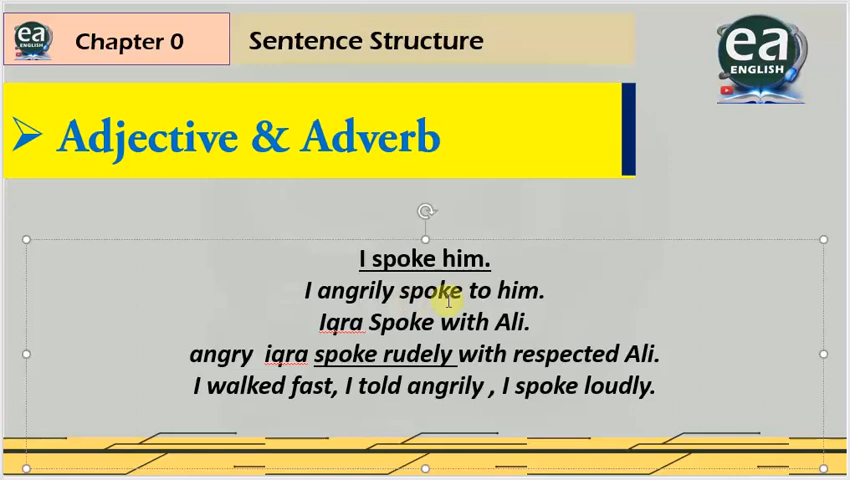 ea
ENGLISH
Chapter 0
Sentence Structure
ea
ENGLISH
Adjective & Adverb
I spoke him.
I angrily spoke to him.
Iqra Spoke with Ali.
angry iqra spoke rudely with respected Ali.
I walked fast, I told angrily , I spoke loudly.